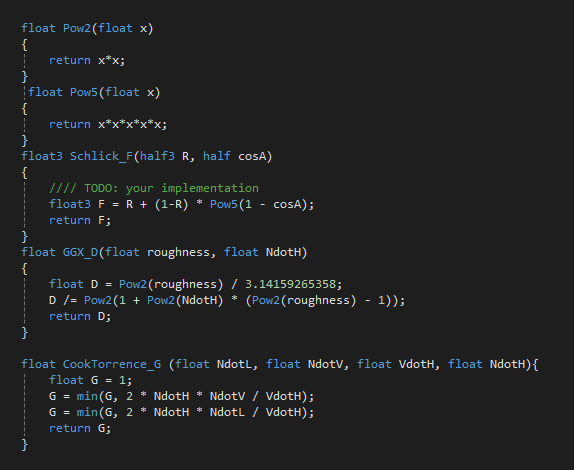 float Pow2(float x)
{
    return x*x;
}
float Pow5(float x)
{
    return x*x*x*x*x;
}
float3 Schlick_F(half3 R, half cosA)
{
    //// TODO: your implementation
    float3 F = R + (1-R) * Pow5(1 - cosA);
    return F;
}
float GGX_D(float roughness, float NdotH)
{
    float D = Pow2(roughness) / 3.14159265358;
    D /= Pow2(1 + Pow2(NdotH) * (Pow2(roughness) - 1));
    return D;
}

float CookTorrence_G (float NdotL, float NdotV, float VdotH, float NdotH){
    float G = 1;
    G = min(G, 2 * NdotH * NdotV / VdotH);
    G = min(G, 2 * NdotH * NdotL / VdotH);
    return G;
}